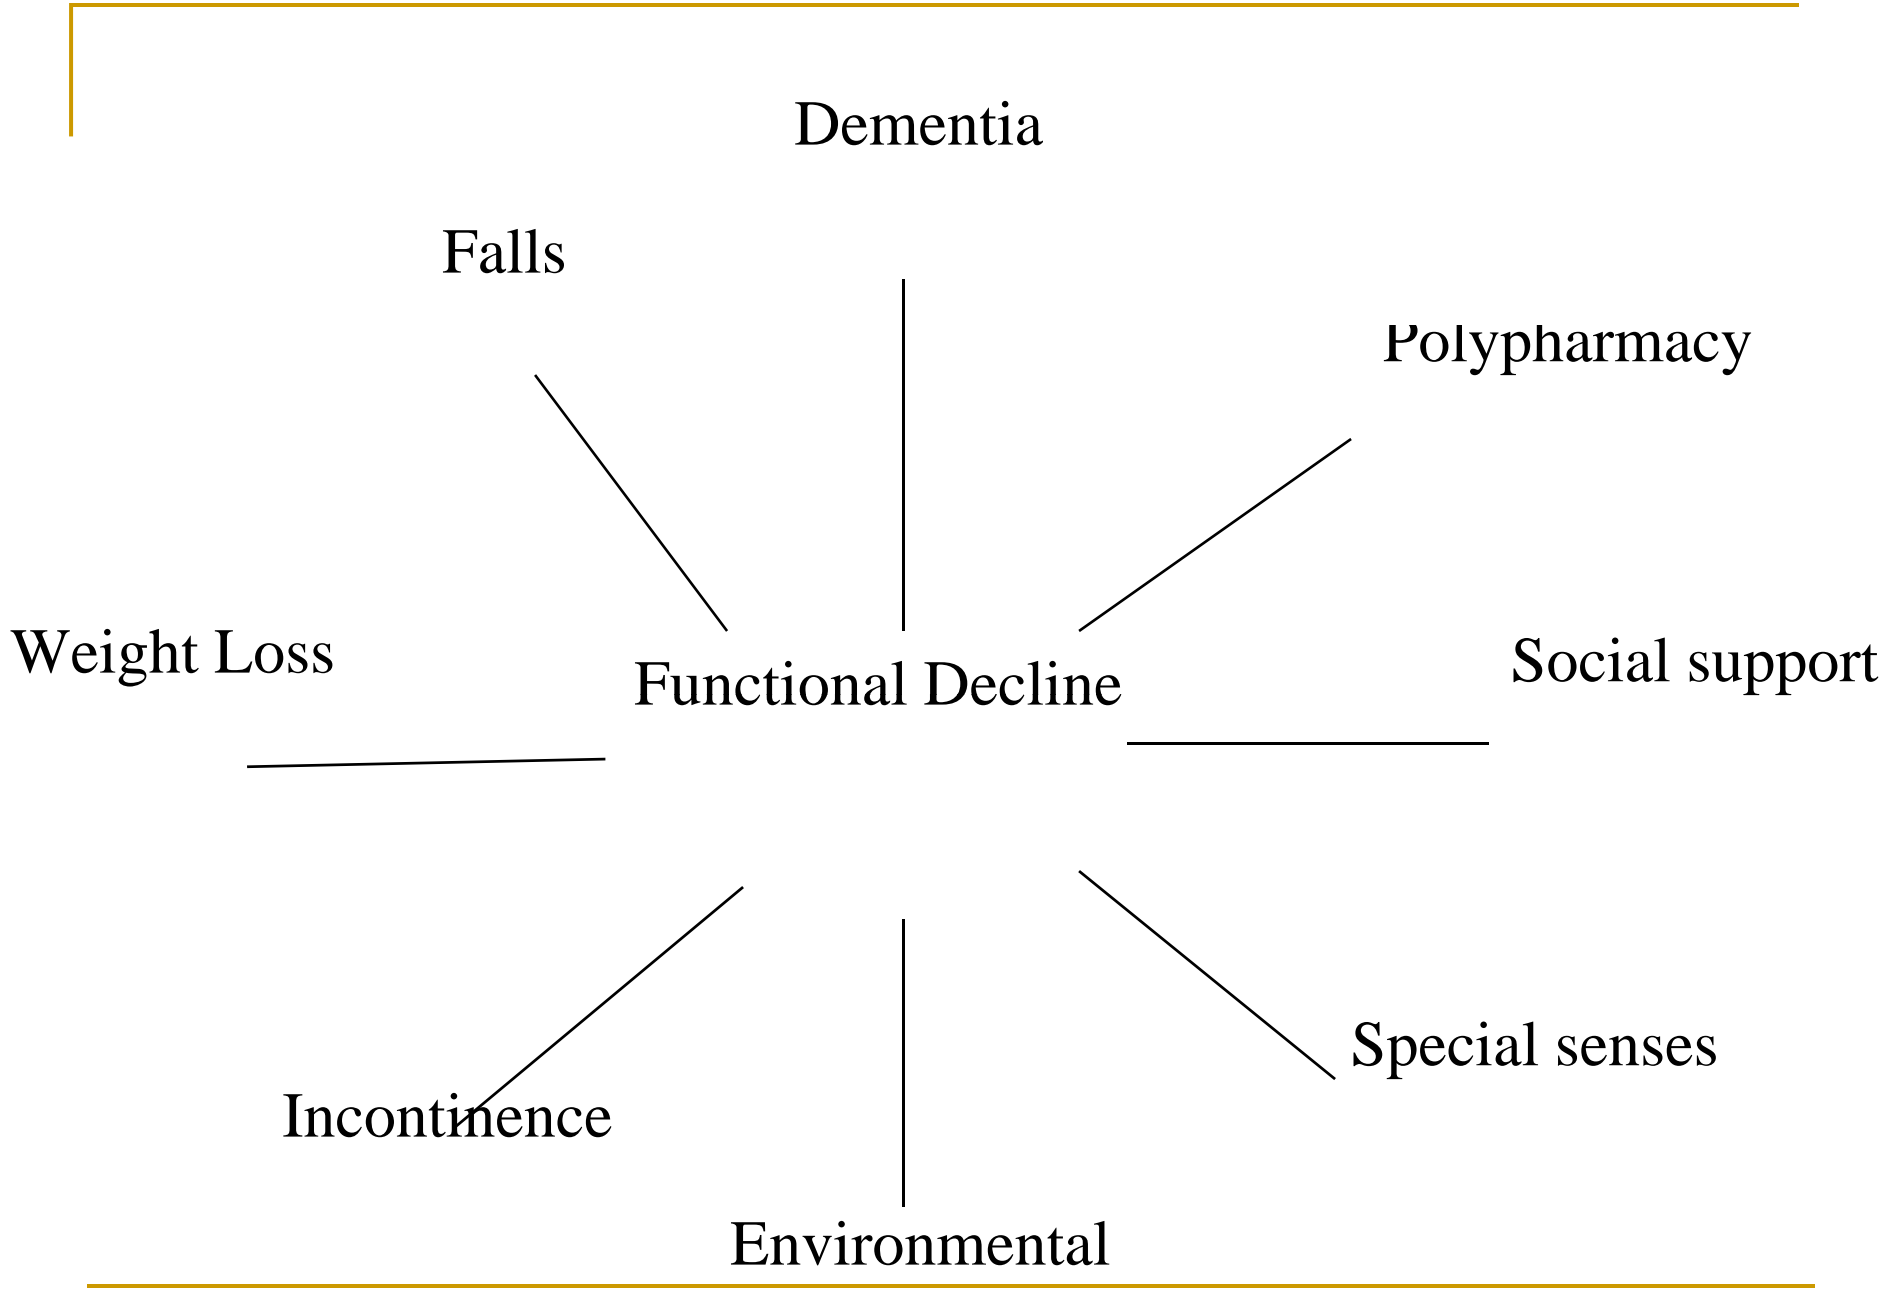 Dementia
Falls
Polypharmacy
Weight Loss
Social support
Functional Decline
Special senses
Incontinence
Environmental